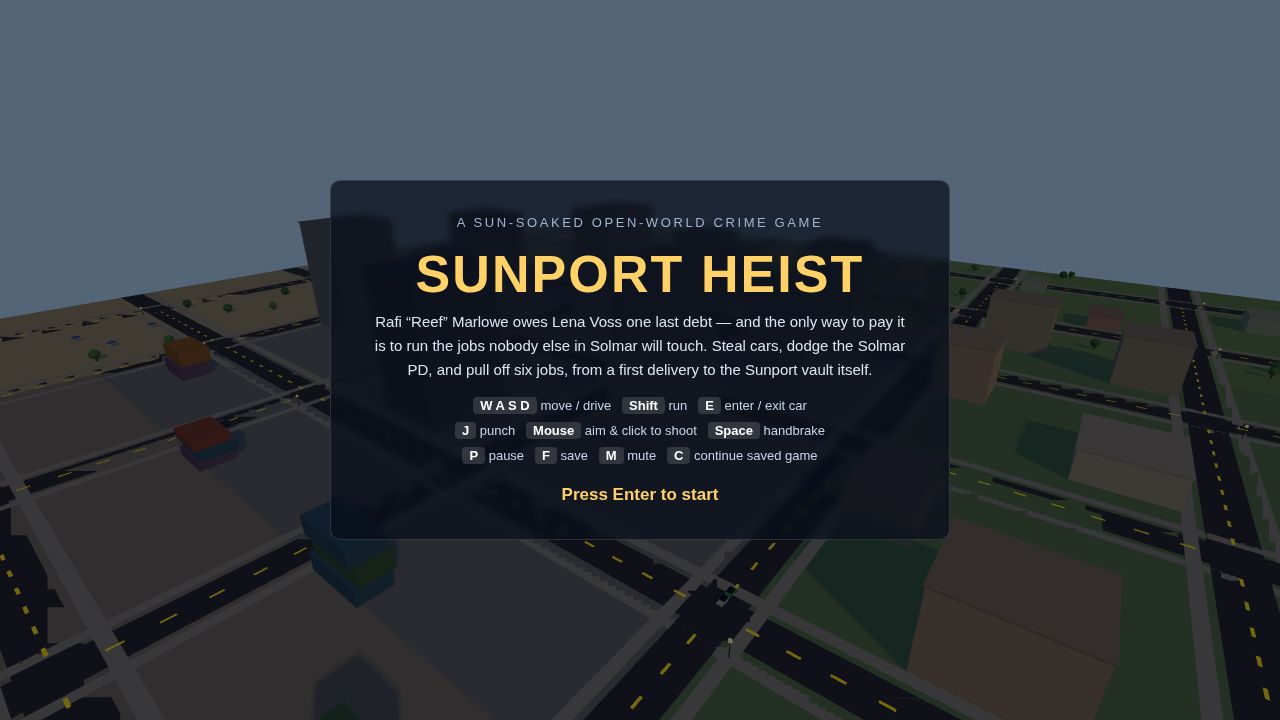 A SUN-SOAKED OPEN-WORLD CRIME GAME
SUNPORT HEIST
Rafi “Reef” Marlowe owes Lena Voss one last debt — and the only way to pay it
is to run the jobs nobody else in Solmar will touch. Steal cars, dodge the Solmar
PD, and pull off six jobs, from a first delivery to the Sunport vault itself.
W A S D move / drive Shift run E enter / exit car
J punch Mouse aim & click to shoot Space handbrake
P pause F save M mute C continue saved game
Press Enter to start